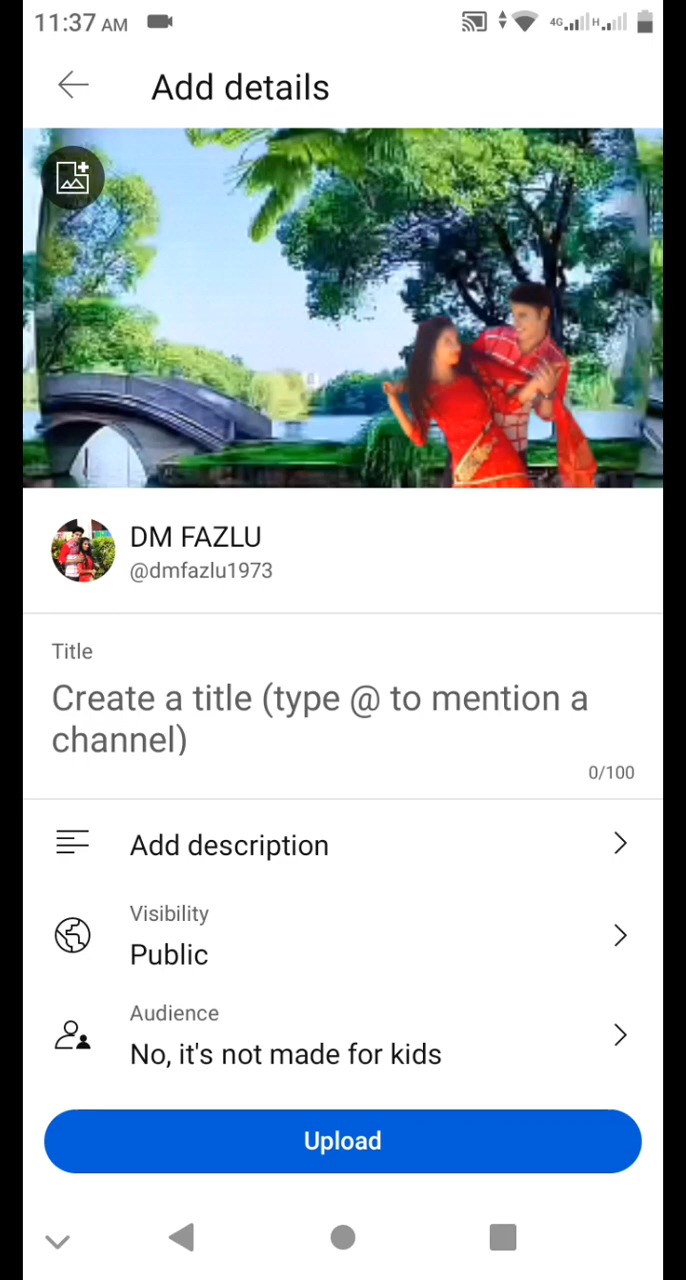 11:37 AM
4G H
Add details
DM FAZLU
@dmfazlu1973
Title
Create a title (type @ to mention a
channel)
0/100
Add description
Visibility
Public
Audience
No, it's not made for kids
Upload